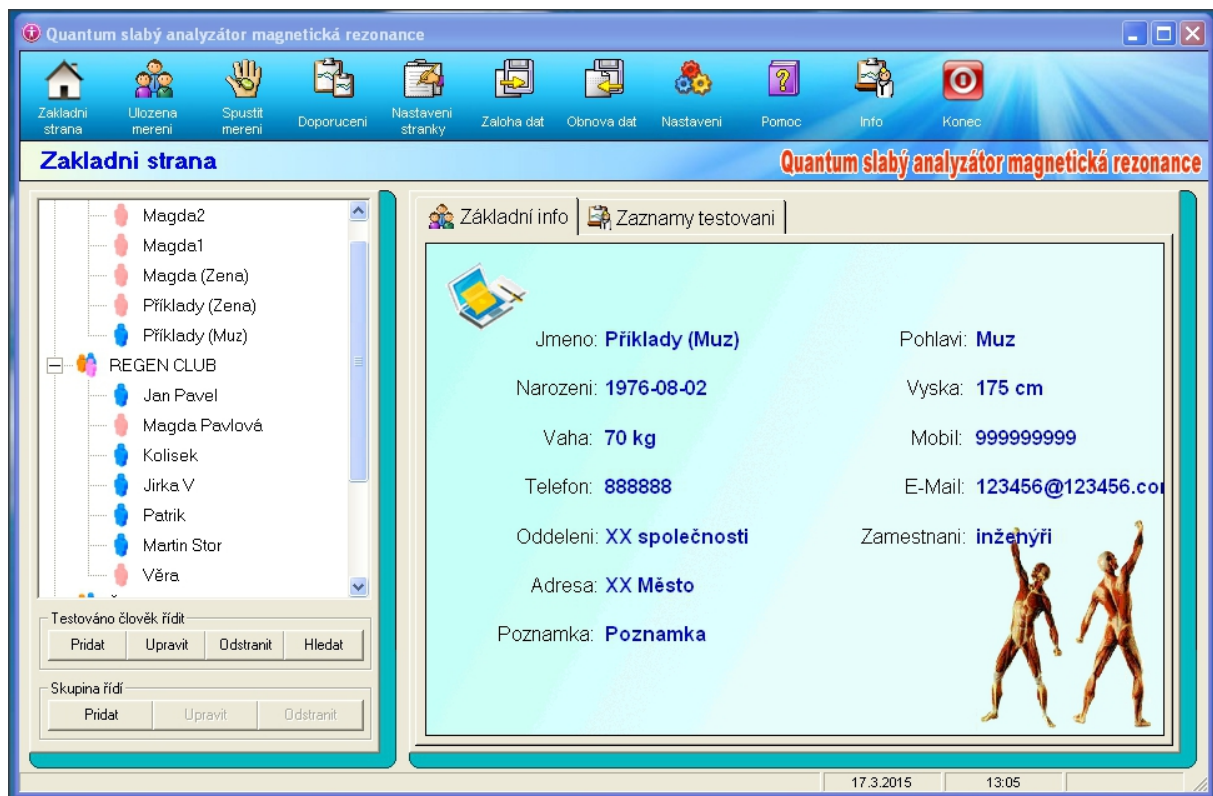 Quantum slabý analyzátor magnetická rezonance
Zakladni strana
Ulozena mereni
Spustit mereni
Doporuceni
Nastaveni stranky
Zaloha dat
Obnova dat
Nastaveni
Pomoc
Info
Konec
Zakladni strana
Quantum slabý analyzátor magnetická rezonance
Magda2
Magda1
Magda (Zena)
Příklady (Zena)
Příklady (Muz)
REGEN CLUB
Jan Pavel
Magda Pavlová
Kolisek
Jirka V
Patrik
Martin Stor
Věra
Testováno člověk řídit
Pridat Upravit Odstranit Hledat
Skupina řídí
Pridat Upravit Odstranit
Základní info Zaznamy testovani
Jmeno: Příklady (Muz) Pohlavi: Muz
Narozeni: 1976-08-02 Vyska: 175 cm
Vaha: 70 kg Mobil: 999999999
Telefon: 888888 E-Mail: 123456@123456.co
Oddeleni: XX společnosti Zamestnani: inženýři
Adresa: XX Město
Poznamka: Poznamka
17.3.2015 13:05